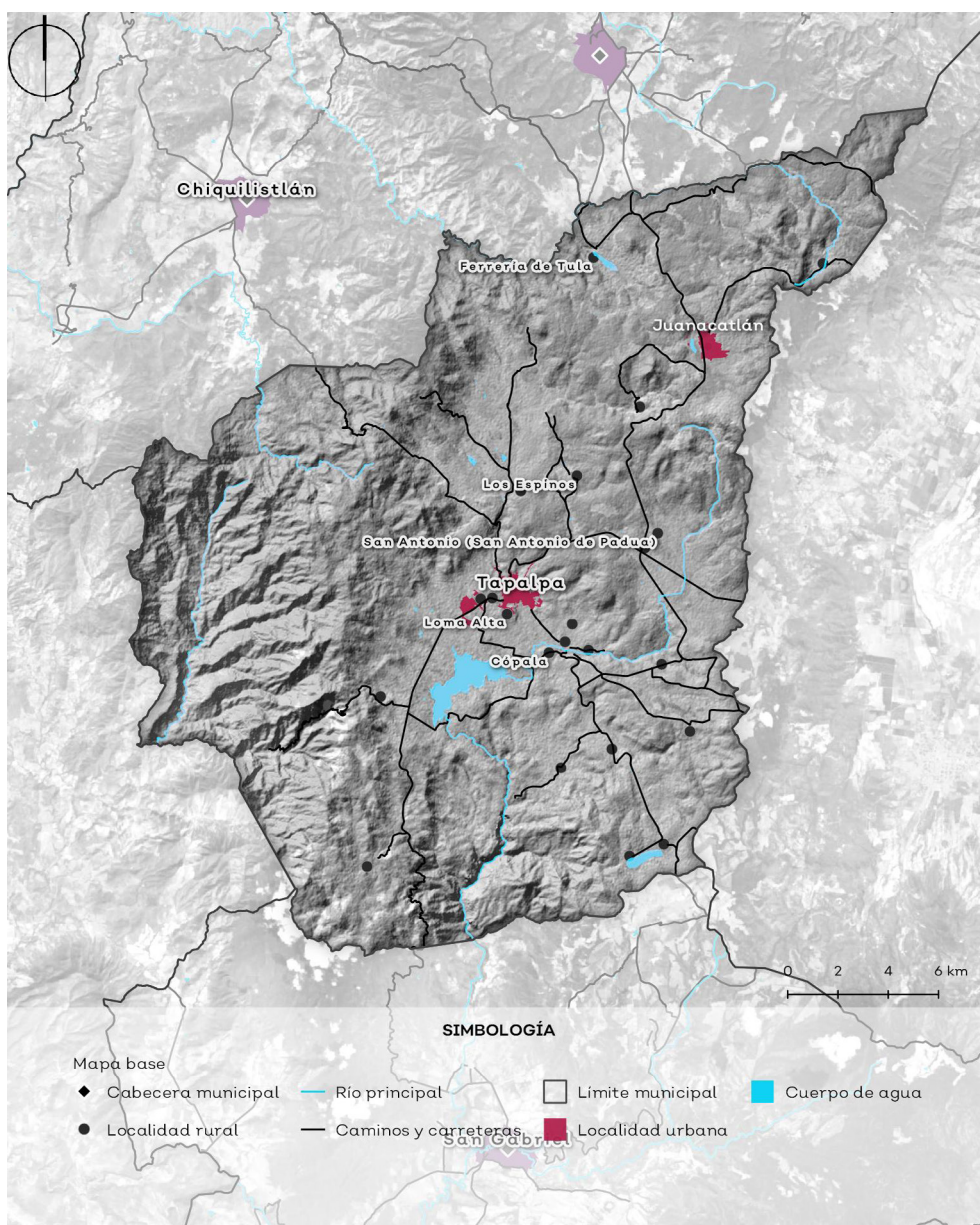 Chiquilistlán
Ferrería de Tula
Juanacatlán
Los Espinos
San Antonio (San Antonio de Padua)
Tapalpa
Loma Alta
Cópala
0 2 4 6 km
SIMBOLOGÍA
Mapa base
Cabecera municipal
Río principal
Límite municipal
Cuerpo de agua
Localidad rural
Caminos y carreteras
Localidad urbana
San Gabriel